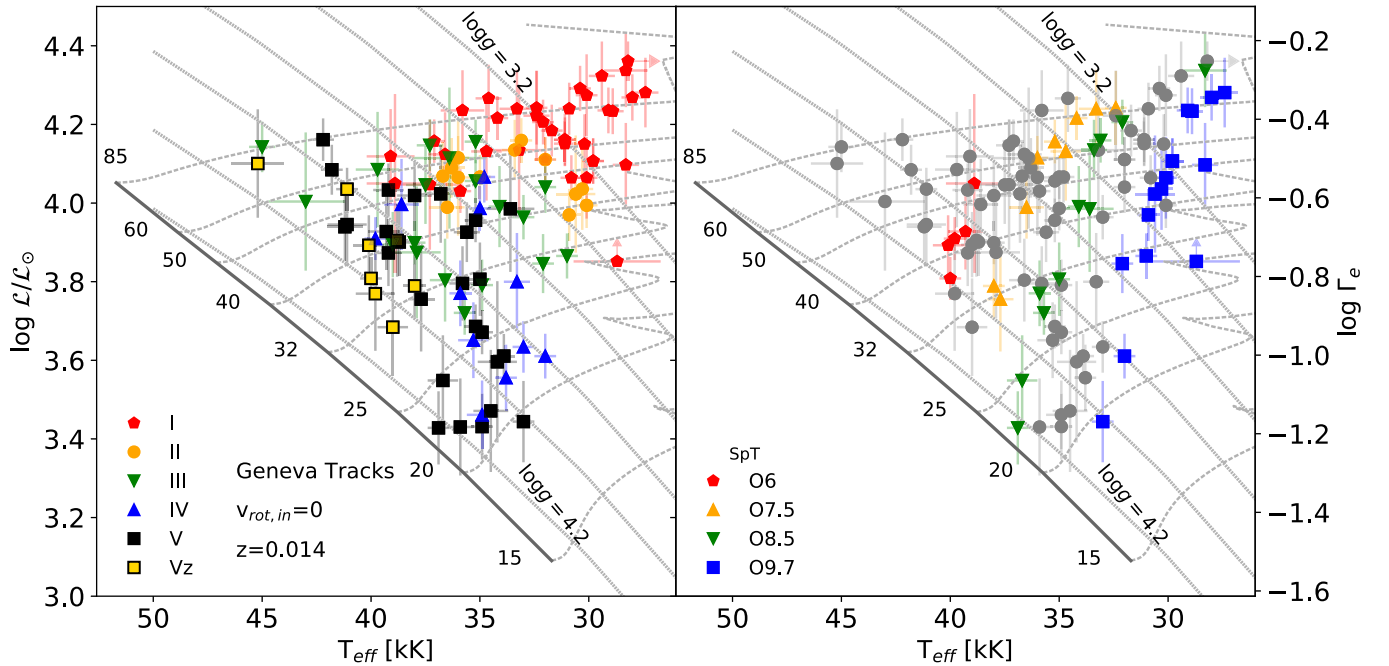 4.4
4.2
4.0
3.8
3.6
3.4
3.2
3.0
log ℒ/ℒ⊙
50
45
40
35
30
T_eff [kK]
85
60
50
40
32
25
20
15
logg = 3.2
logg = 4.2
I
II
III
IV
V
Vz
Geneva Tracks
v_rot,in=0
z=0.014
85
60
50
40
32
25
20
15
logg = 3.2
logg = 4.2
SpT
O6
O7.5
O8.5
O9.7
50
45
40
35
30
T_eff [kK]
−0.2
−0.4
−0.6
−0.8
−1.0
−1.2
−1.4
−1.6
log Γ_e